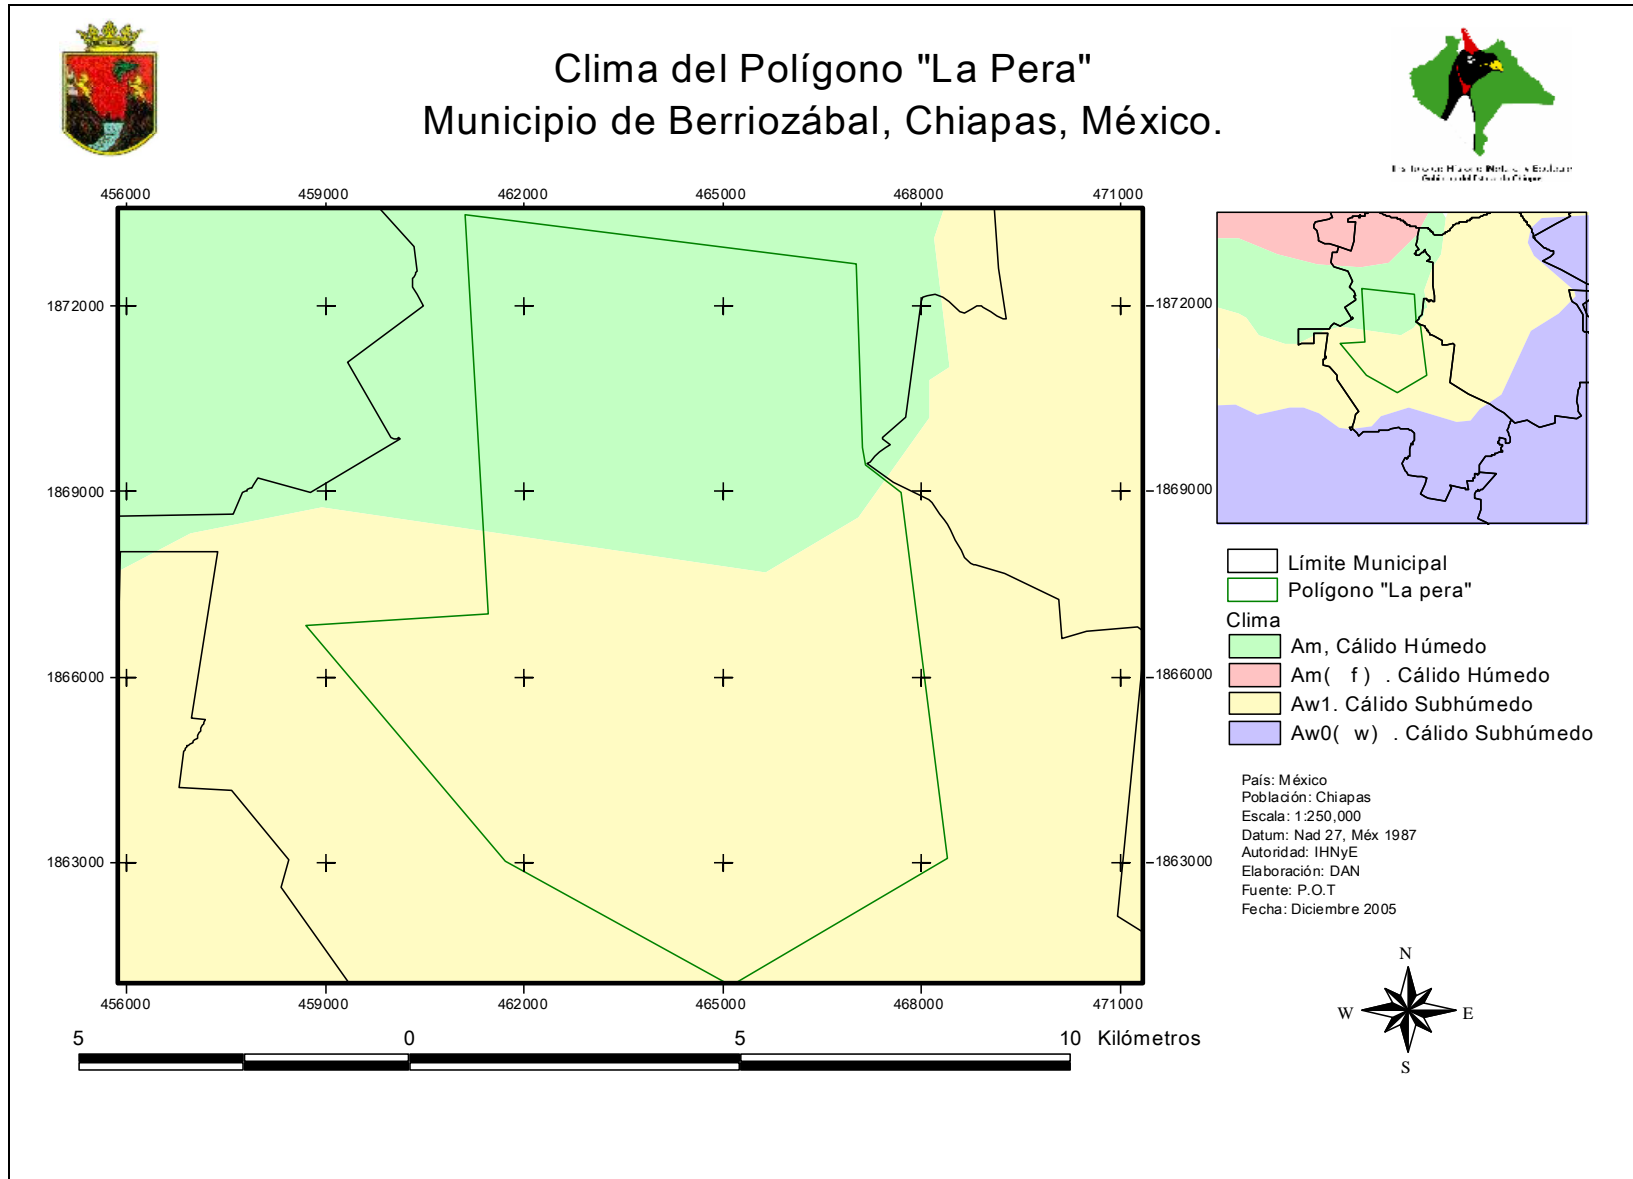 Clima del Polígono "La Pera"
Municipio de Berriozábal, Chiapas, México.
456000 459000 462000 465000 468000 471000
1872000 1872000
1869000 1869000
1866000 1866000
1863000 1863000
456000 459000 462000 465000 468000 471000
5 0 5 10 Kilómetros
Límite Municipal
Polígono "La pera"
Clima
Am, Cálido Húmedo
Am( f ) . Cálido Húmedo
Aw1. Cálido Subhúmedo
Aw0( w) . Cálido Subhúmedo
País: México
Población: Chiapas
Escala: 1:250,000
Datum: Nad 27, Méx 1987
Autoridad: IHNyE
Elaboración: DAN
Fuente: P.O.T
Fecha: Diciembre 2005
N
W E
S